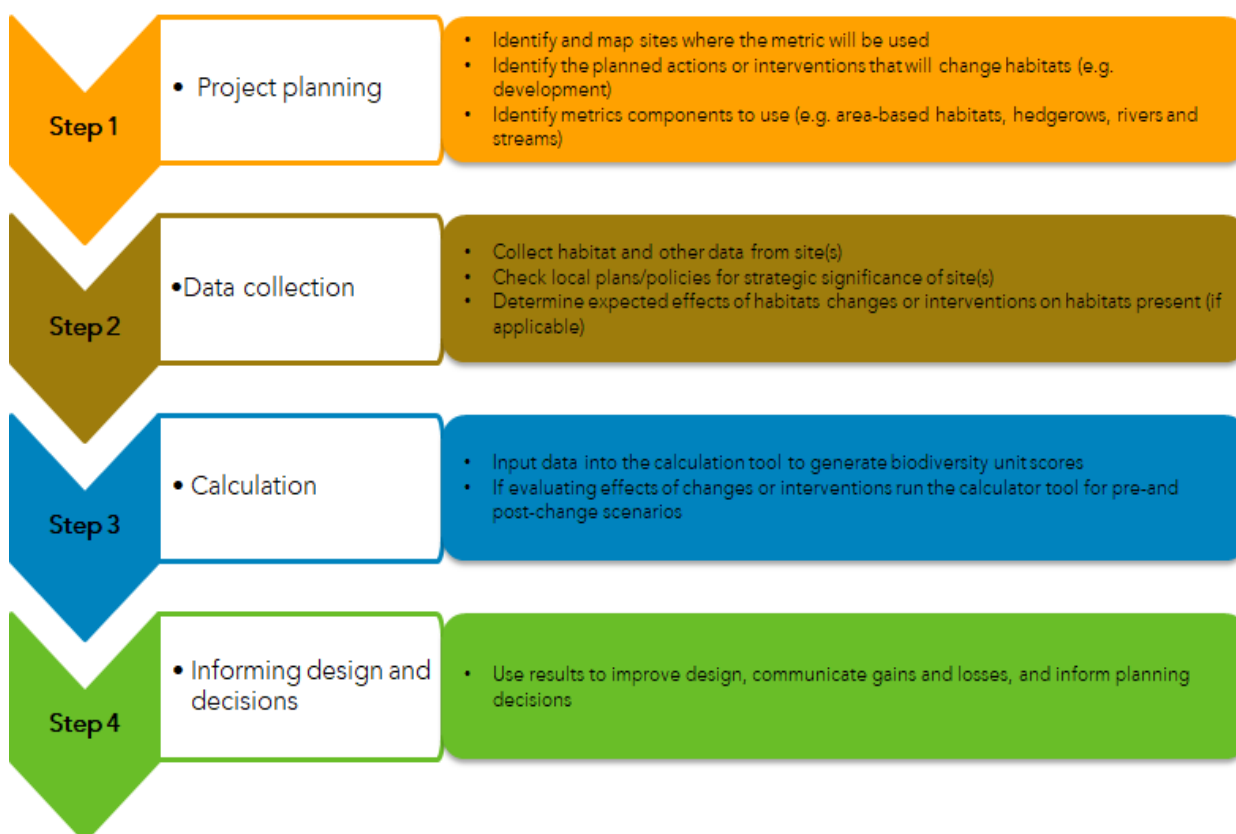 Step 1
• Project planning
• Identify and map sites where the metric will be used
• Identify the planned actions or interventions that will change habitats (e.g.
development)
• Identify metrics components to use (e.g. area-based habitats, hedgerows, rivers and
streams)
Step 2
•Data collection
• Collect habitat and other data from site(s)
• Check local plans/policies for strategic significance of site(s)
• Determine expected effects of habitats changes or interventions on habitats present (if
applicable)
Step 3
• Calculation
• Input data into the calculation tool to generate biodiversity unit scores
• If evaluating effects of changes or interventions run the calculator tool for pre-and
post-change scenarios
Step 4
• Informing design and
decisions
• Use results to improve design, communicate gains and losses, and inform planning
decisions